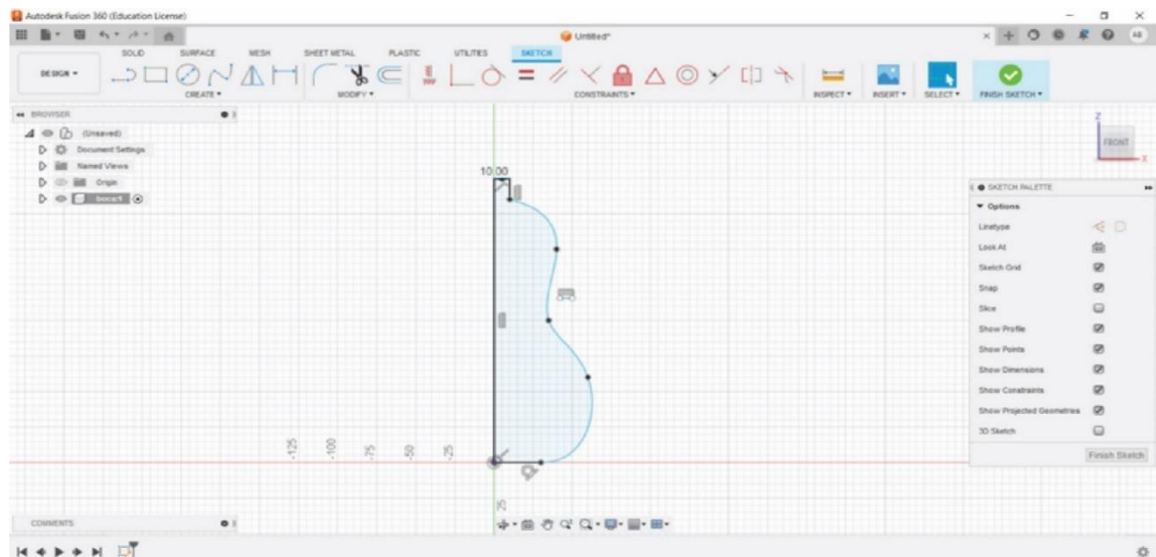 Autodesk Fusion 360 (Education License)
Untitled*
AB
SOLID SURFACE MESH SHEET METAL PLASTIC UTILITIES SKETCH
DESIGN
CREATE MODIFY CONSTRAINTS INSPECT INSERT SELECT FINISH SKETCH
BROWSER
(Unsaved)
Document Settings
Named Views
Origin
Z
FRONT
X
10.00
SKETCH PALETTE
Options
Linetype
Look At
Sketch Grid
Snap
Slice
Show Profile
Show Points
Show Dimensions
Show Constraints
Show Projected Geometries
3D Sketch
Finish Sketch
-125 -100 -75 -50 -25
25
COMMENTS